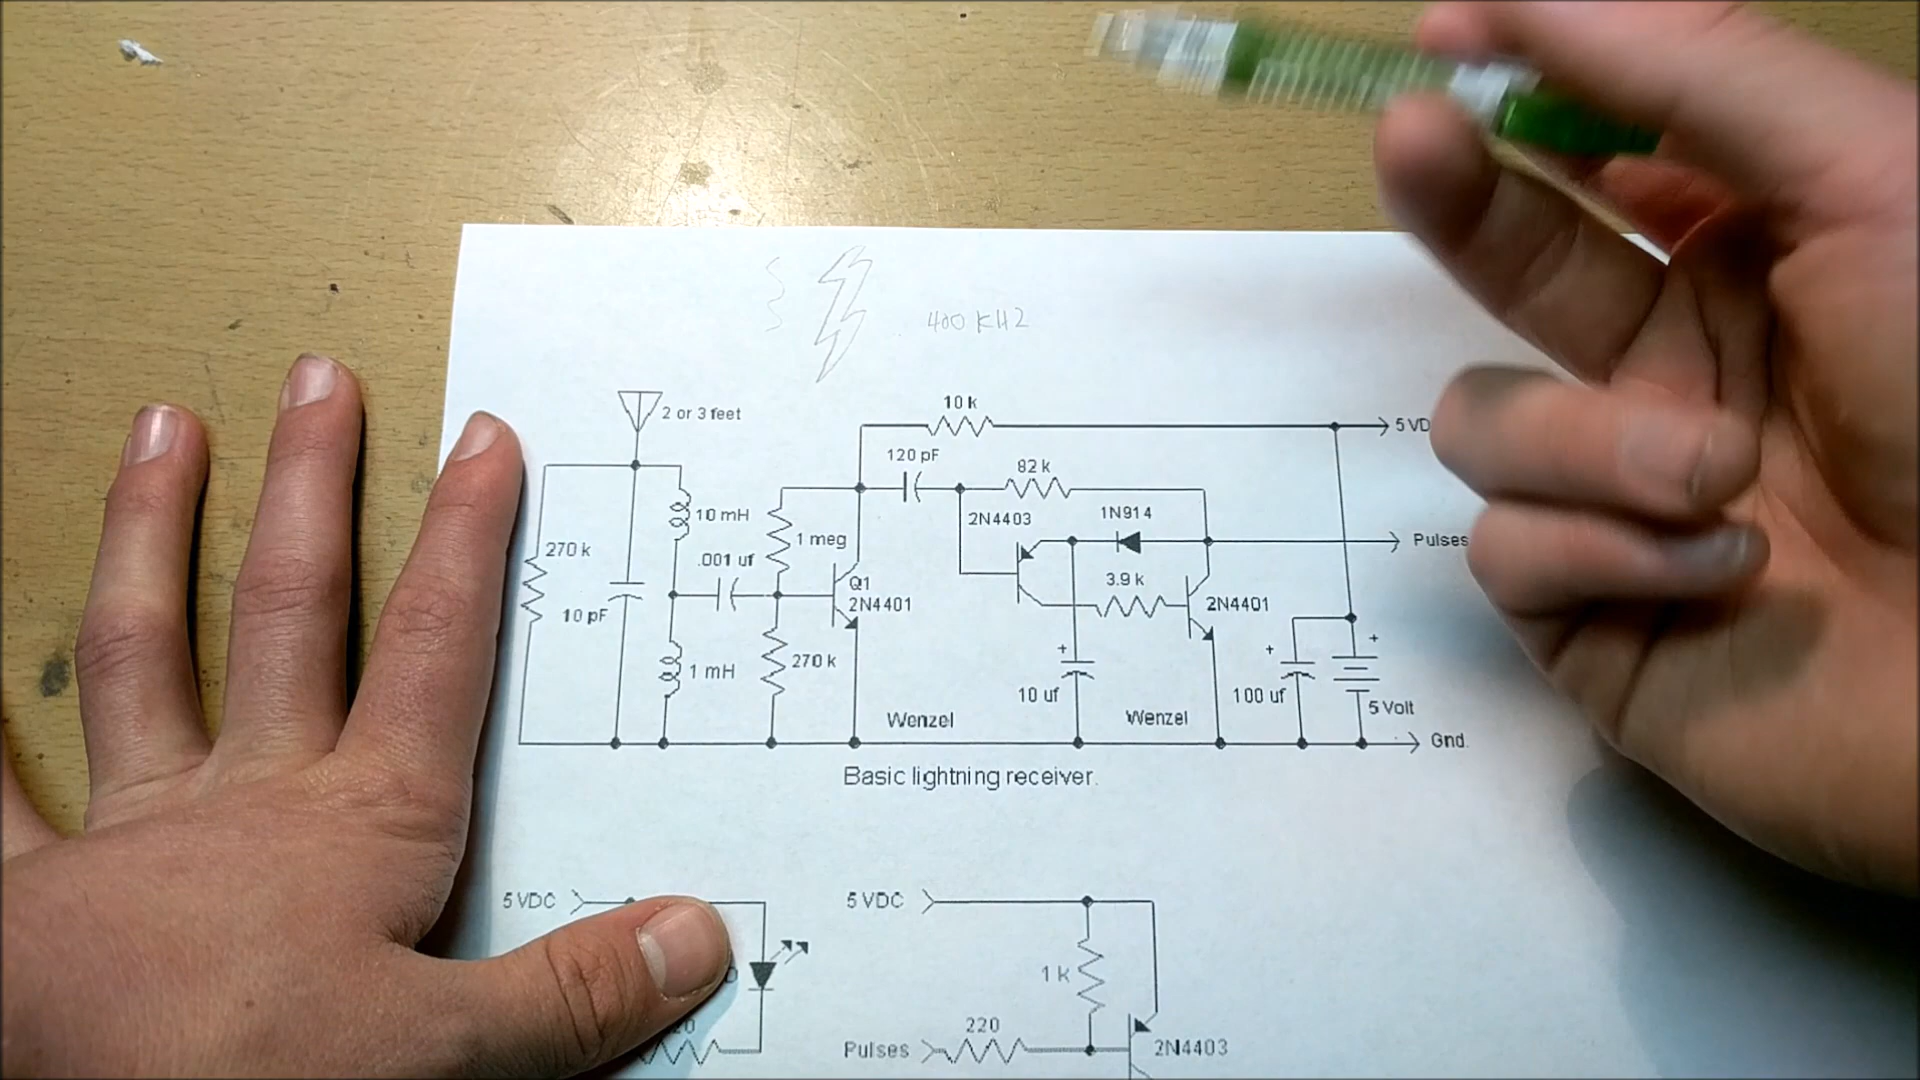 400 KHZ
2 or 3 feet
10 k
5 VD
120 pF
82 k
10 mH
2N4403
1N914
270 k
1 meg
Pulses
.001 uf
Q1
3.9 k
10 pF
2N4401
2N4401
1 mH
270 k
10 uf
100 uf
5 Volt
Wenzel
Wenzel
Gnd.
Basic lightning receiver.
5 VDC
5 VDC
1 k
220
Pulses
2N4403